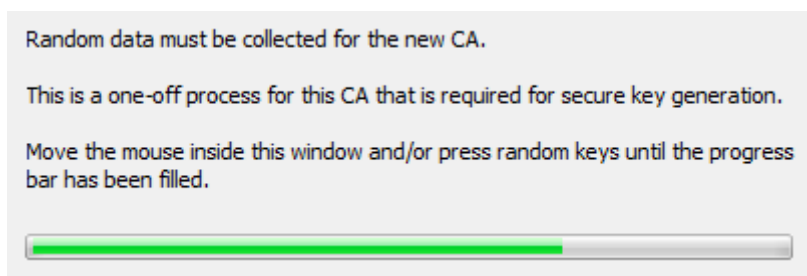 Random data must be collected for the new CA.
This is a one-off process for this CA that is required for secure key generation.
Move the mouse inside this window and/or press random keys until the progress
bar has been filled.